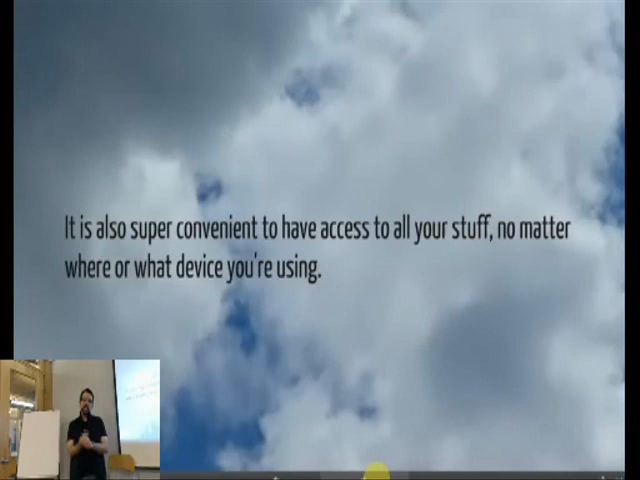 It is also super convenient to have access to all your stuff, no matter
where or what device you're using.